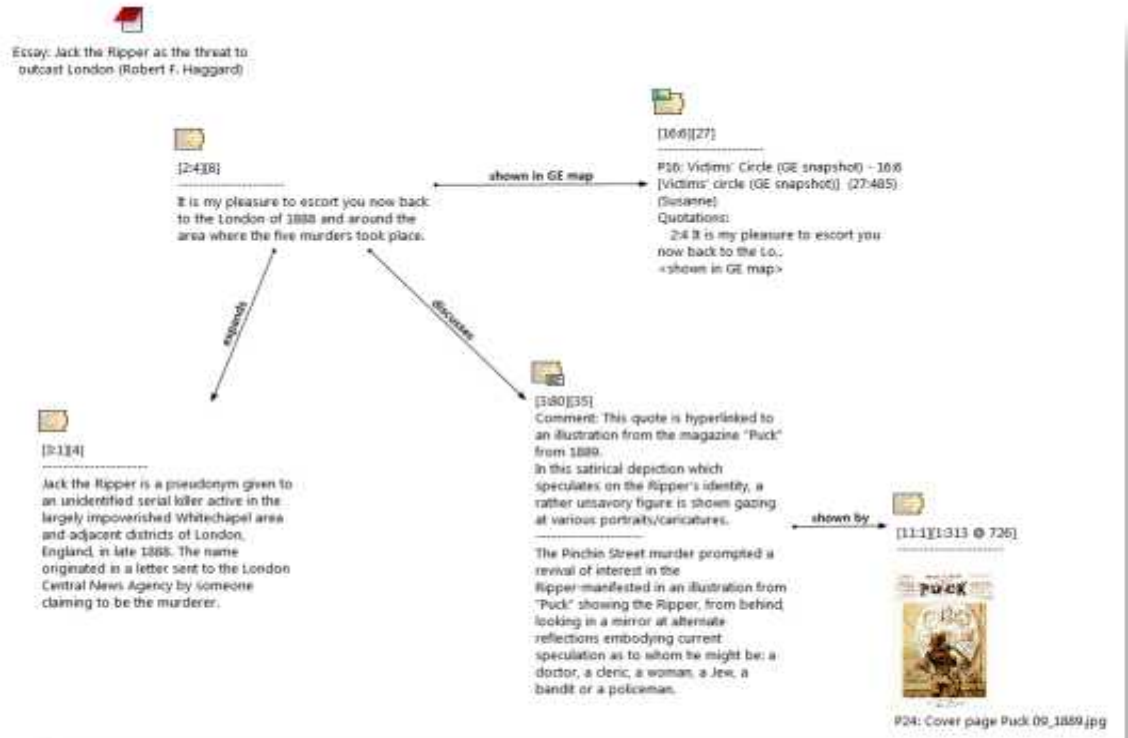 Essay: Jack the Ripper as the threat to
outcast London (Robert F. Haggard)
[2:4][8]
It is my pleasure to escort you now back
to the London of 1888 and around the
area where the five murders took place.
shown in GE map
[16:6][27]
P16: Victims' Circle (GE snapshot) - 16:6
[Victims' circle (GE snapshot)] (27:485)
(Susanne)
Quotations:
2:4 It is my pleasure to escort you
now back to the Lo..
<shown in GE map>
expands
discusses
[3:1][4]
Jack the Ripper is a pseudonym given to
an unidentified serial killer active in the
largely impoverished Whitechapel area
and adjacent districts of London,
England, in late 1888. The name
originated in a letter sent to the London
Central News Agency by someone
claiming to be the murderer.
[3:80][35]
Comment: This quote is hyperlinked to
an illustration from the magazine "Puck"
from 1889.
In this satirical depiction which
speculates on the Ripper's identity, a
rather unsavory figure is shown gazing
at various portraits/caricatures.
The Pinchin Street murder prompted a
revival of interest in the
Ripper-manifested in an illustration from
"Puck" showing the Ripper, from behind,
looking in a mirror at alternate
reflections embodying current
speculation as to whom he might be: a
doctor, a cleric, a woman, a Jew, a
bandit or a policeman.
shown by
[11:1][1:313 @ 726]
PUCK
P24: Cover page Puck 09_1889.jpg